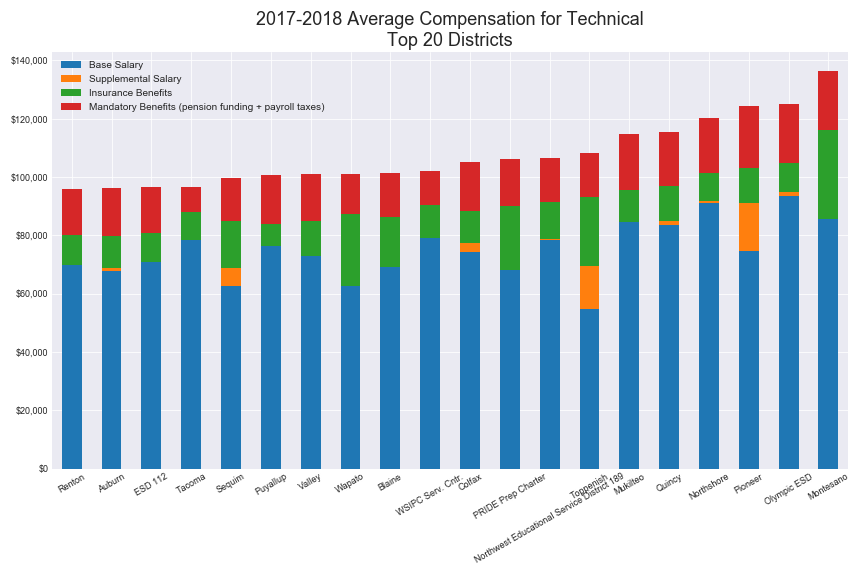 2017-2018 Average Compensation for Technical
Top 20 Districts
Base Salary
Supplemental Salary
Insurance Benefits
Mandatory Benefits (pension funding + payroll taxes)
$140,000
$120,000
$100,000
$80,000
$60,000
$40,000
$20,000
$0
Renton
Auburn
ESD 112
Tacoma
Sequim
Puyallup
Valley
Wapato
Blaine
WSIPC Serv. Cntr.
Colfax
PRIDE Prep Charter
Northwest Educational Service District 189
Toppenish
Mukilteo
Quincy
Northshore
Pioneer
Olympic ESD
Montesano